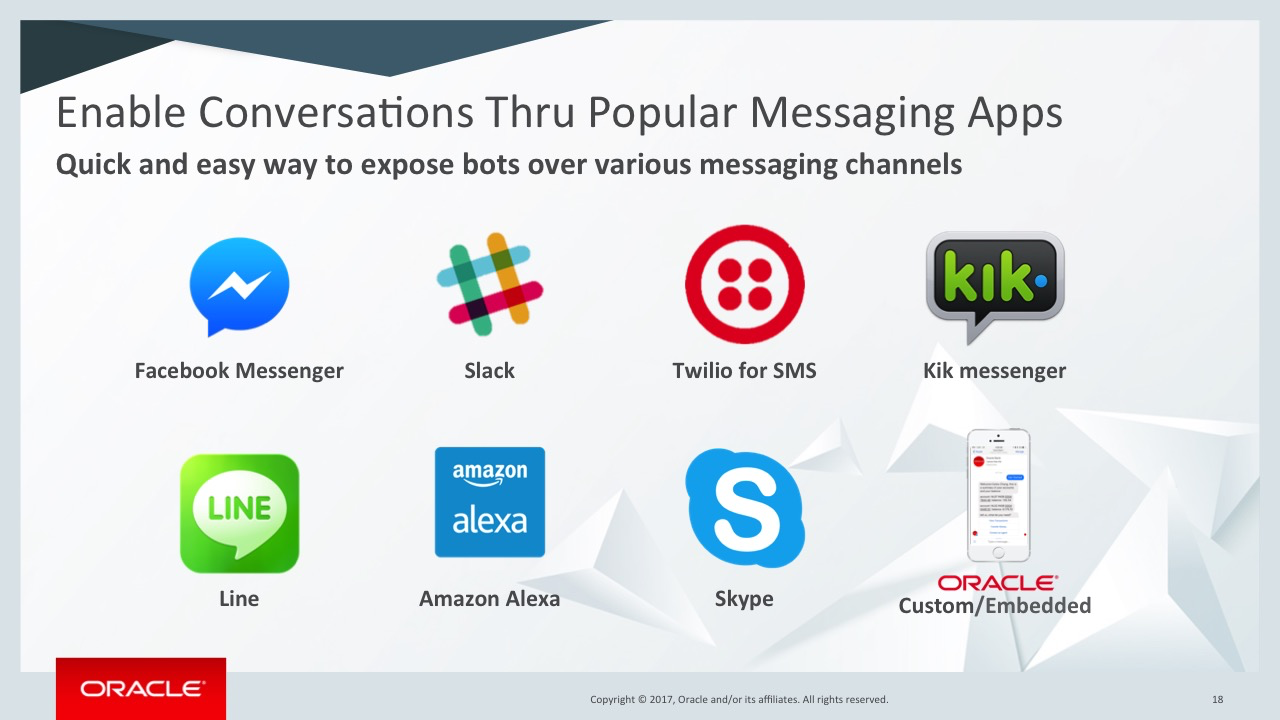 Enable Conversations Thru Popular Messaging Apps
Quick and easy way to expose bots over various messaging channels
kik
Facebook Messenger
Slack
Twilio for SMS
Kik messenger
LINE
amazon
alexa
S
ORACLE
Line
Amazon Alexa
Skype
Custom/Embedded
ORACLE
Copyright © 2017, Oracle and/or its affiliates. All rights reserved.
18